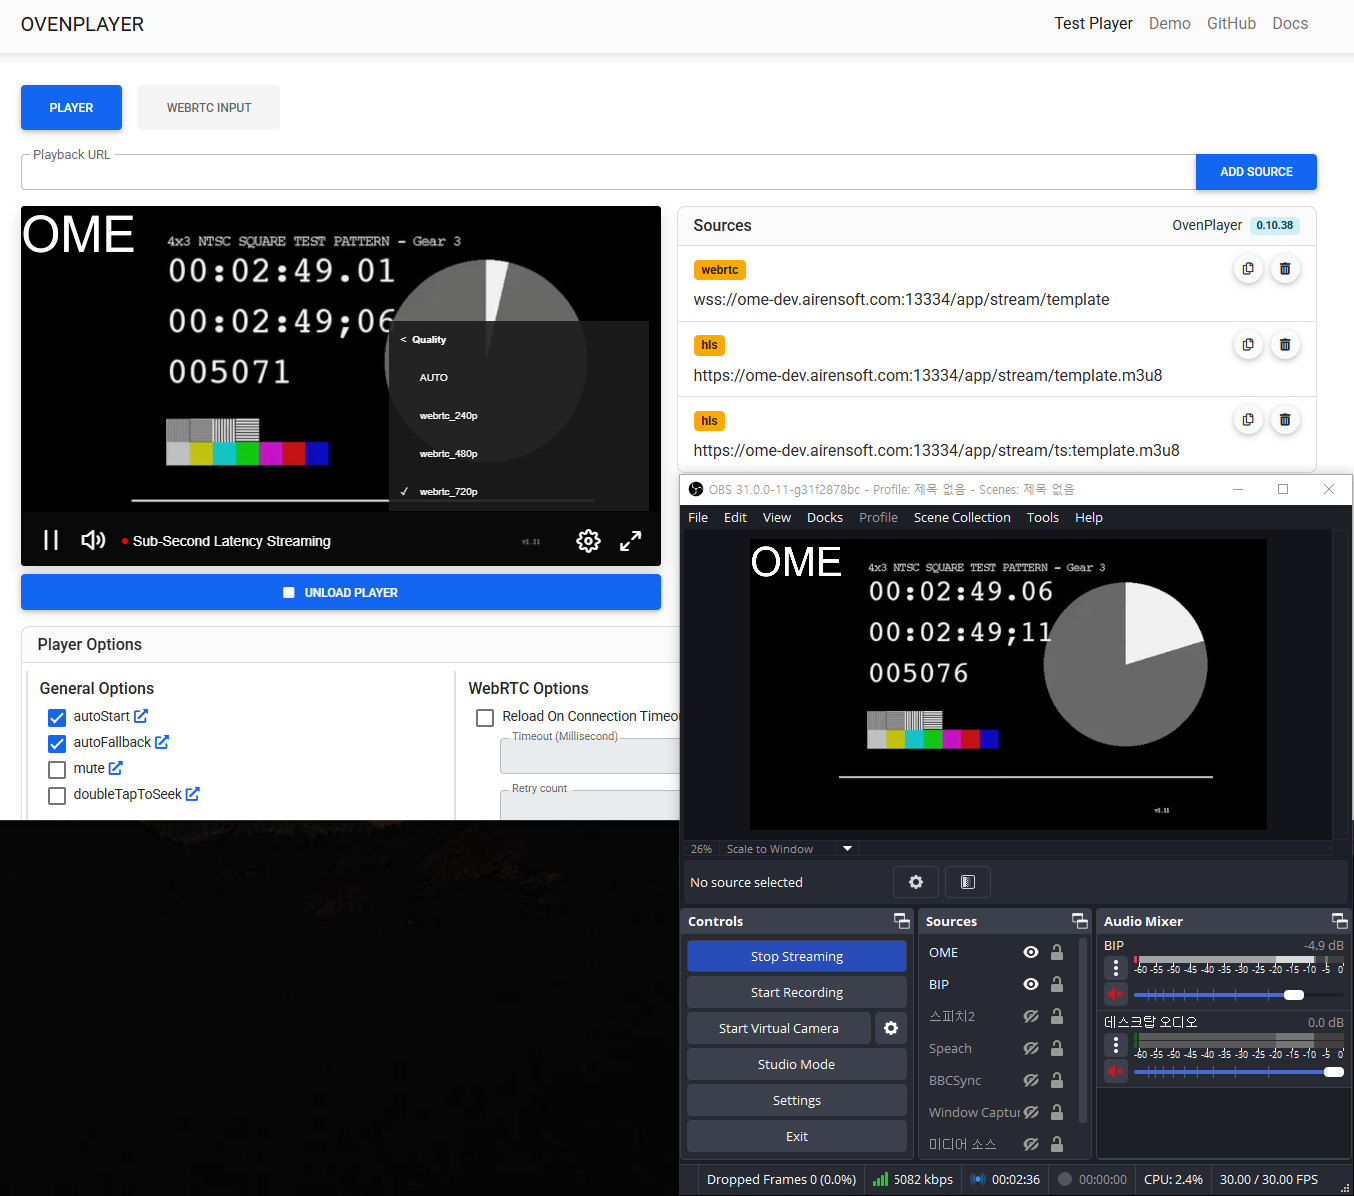 OVENPLAYER
Test Player Demo GitHub Docs
PLAYER
WEBRTC INPUT
Playback URL
ADD SOURCE
OME
4x3 NTSC SQUARE TEST PATTERN - Gear 3
00:02:49.01
00:02:49;06
005071
< Quality
AUTO
webrtc_240p
webrtc_480p
✓ webrtc_720p
Sub-Second Latency Streaming
v1.11
UNLOAD PLAYER
Sources
OvenPlayer 0.10.38
webrtc
wss://ome-dev.airensoft.com:13334/app/stream/template
hls
https://ome-dev.airensoft.com:13334/app/stream/template.m3u8
hls
https://ome-dev.airensoft.com:13334/app/stream/ts:template.m3u8
Player Options
General Options
autoStart
autoFallback
mute
doubleTapToSeek
WebRTC Options
Reload On Connection Timeou
Timeout (Millisecond)
Retry count
OBS 31.0.0-11-g31f2878bc - Profile: 제목 없음 - Scenes: 제목 없음
File Edit View Docks Profile Scene Collection Tools Help
OME
4x3 NTSC SQUARE TEST PATTERN - Gear 3
00:02:49.06
00:02:49;11
005076
v1.11
26% Scale to Window
No source selected
Controls
Stop Streaming
Start Recording
Start Virtual Camera
Studio Mode
Settings
Exit
Sources
OME
BIP
스피치2
Speach
BBCSync
Window Captur
미디어 소스
Audio Mixer
BIP -4.9 dB
-60 -55 -50 -45 -40 -35 -30 -25 -20 -15 -10 -5 0
데스크탑 오디오 0.0 dB
-60 -55 -50 -45 -40 -35 -30 -25 -20 -15 -10 -5 0
Dropped Frames 0 (0.0%) 5082 kbps 00:02:36 00:00:00 CPU: 2.4% 30.00 / 30.00 FPS